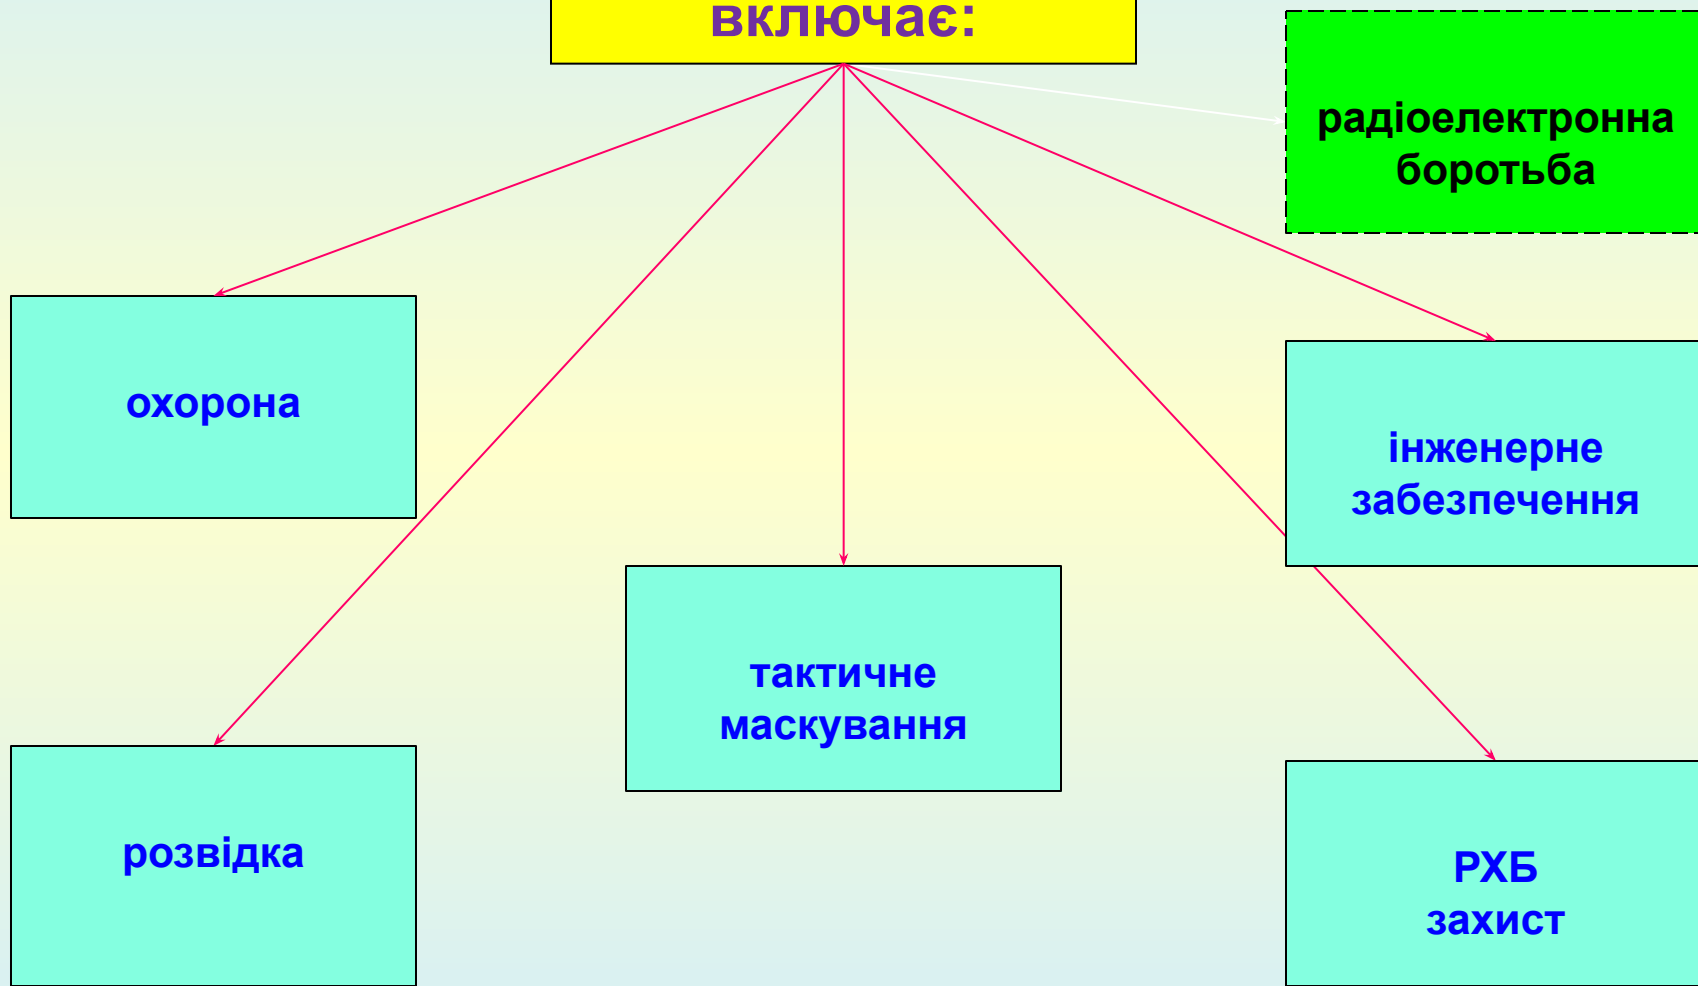 включає:
радіоелектронна
боротьба
охорона
інженерне
забезпечення
тактичне
маскування
розвідка
РХБ
захист